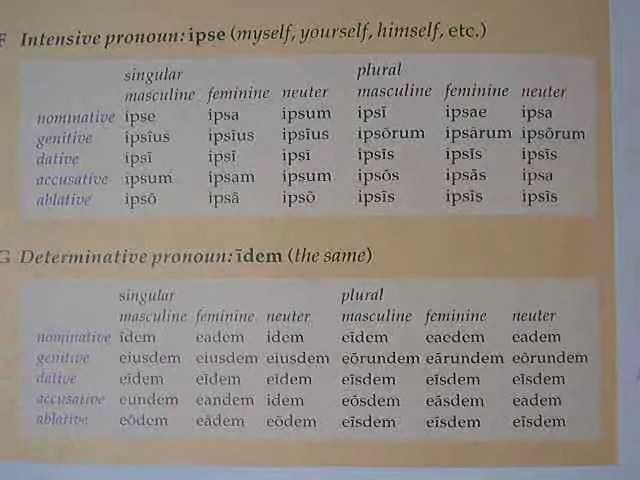 F Intensive pronoun: ipse (myself, yourself, himself, etc.)
singular plural
masculine feminine neuter masculine feminine neuter
nominative ipse ipsa ipsum ipsī ipsae ipsa
genitive ipsīus ipsīus ipsīus ipsōrum ipsārum ipsōrum
dative ipsī ipsī ipsī ipsīs ipsīs ipsīs
accusative ipsum ipsam ipsum ipsōs ipsās ipsa
ablative ipsō ipsā ipsō ipsīs ipsīs ipsīs
G Determinative pronoun: īdem (the same)
singular plural
masculine feminine neuter masculine feminine neuter
nominative īdem eadem idem eīdem eaedem eadem
genitive eiusdem eiusdem eiusdem eōrundem eārundem eōrundem
dative eīdem eīdem eīdem eīsdem eīsdem eīsdem
accusative eundem eandem idem eōsdem eāsdem eadem
ablative eōdem eādem eōdem eīsdem eīsdem eīsdem